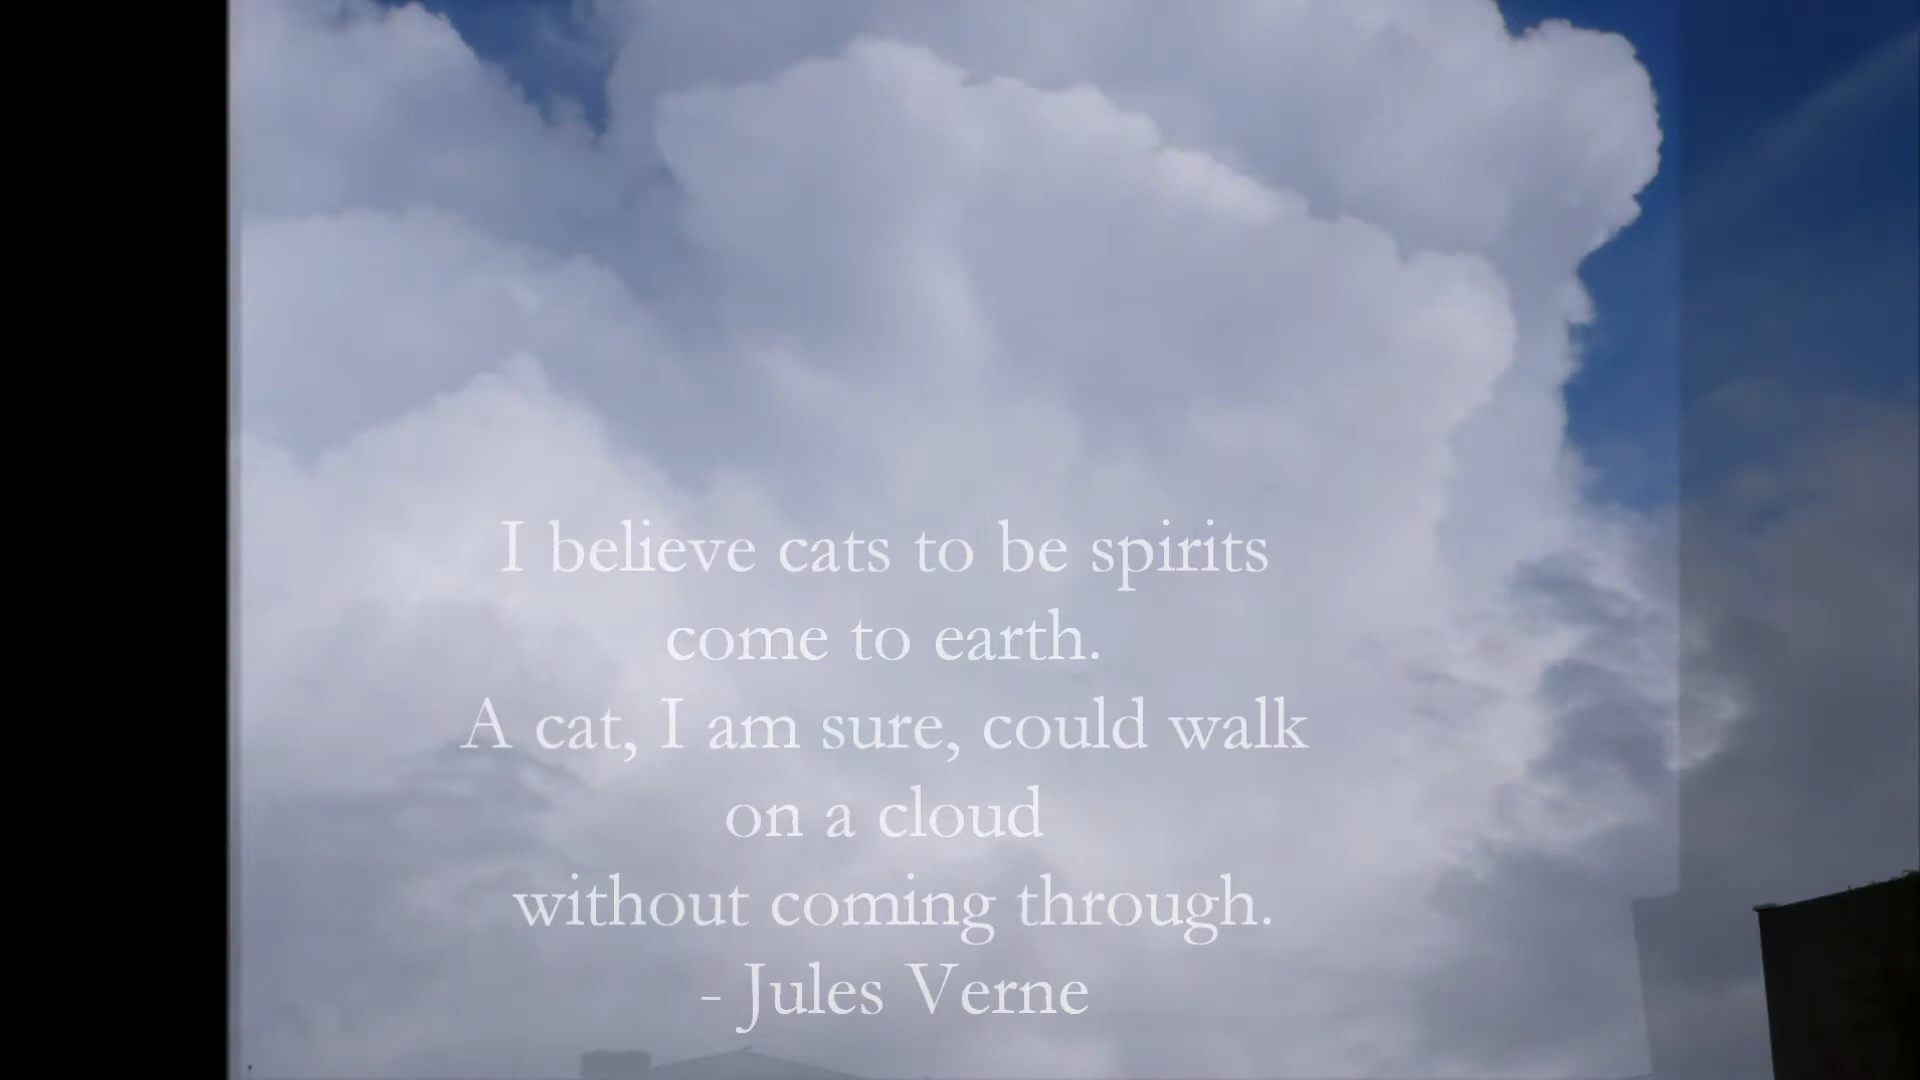 I believe cats to be spirits
come to earth.
A cat, I am sure, could walk
on a cloud
without coming through.
- Jules Verne